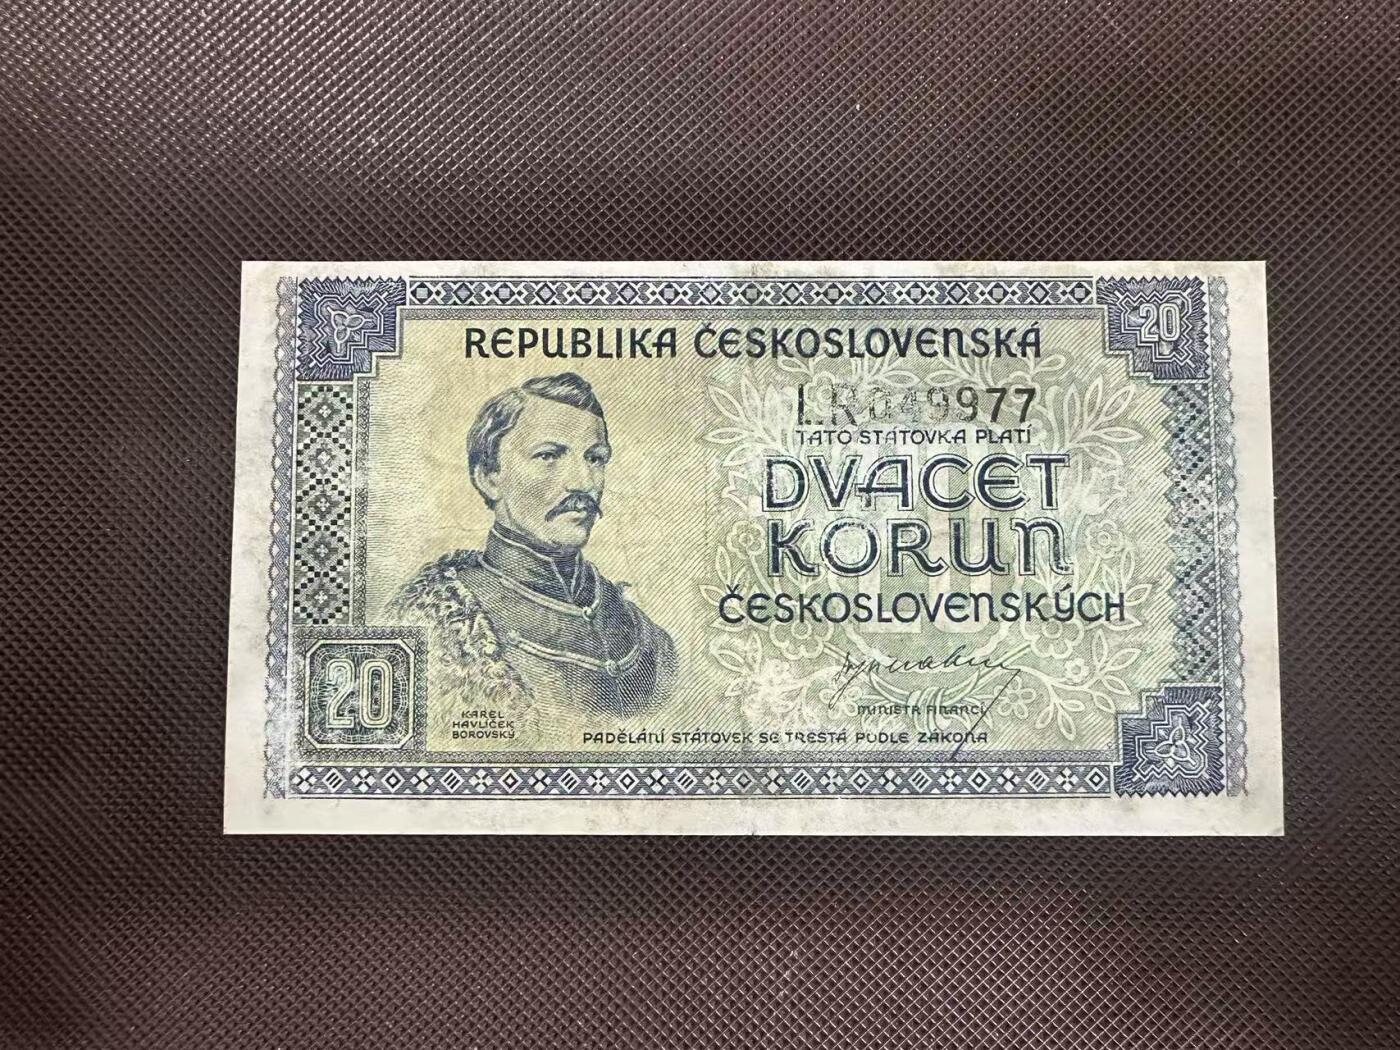 20
REPUBLIKA ČESKOSLOVENSKÁ
LR049977
TATO STÁTOVKA PLATÍ
DVACET
KORUN
ČESKOSLOVENSKÝCH
MINISTR FINANCÍ
20
KAREL
HAVLÍČEK
BOROVSKÝ
PADĚLÁNÍ STÁTOVEK SE TRESTÁ PODLE ZÁKONA